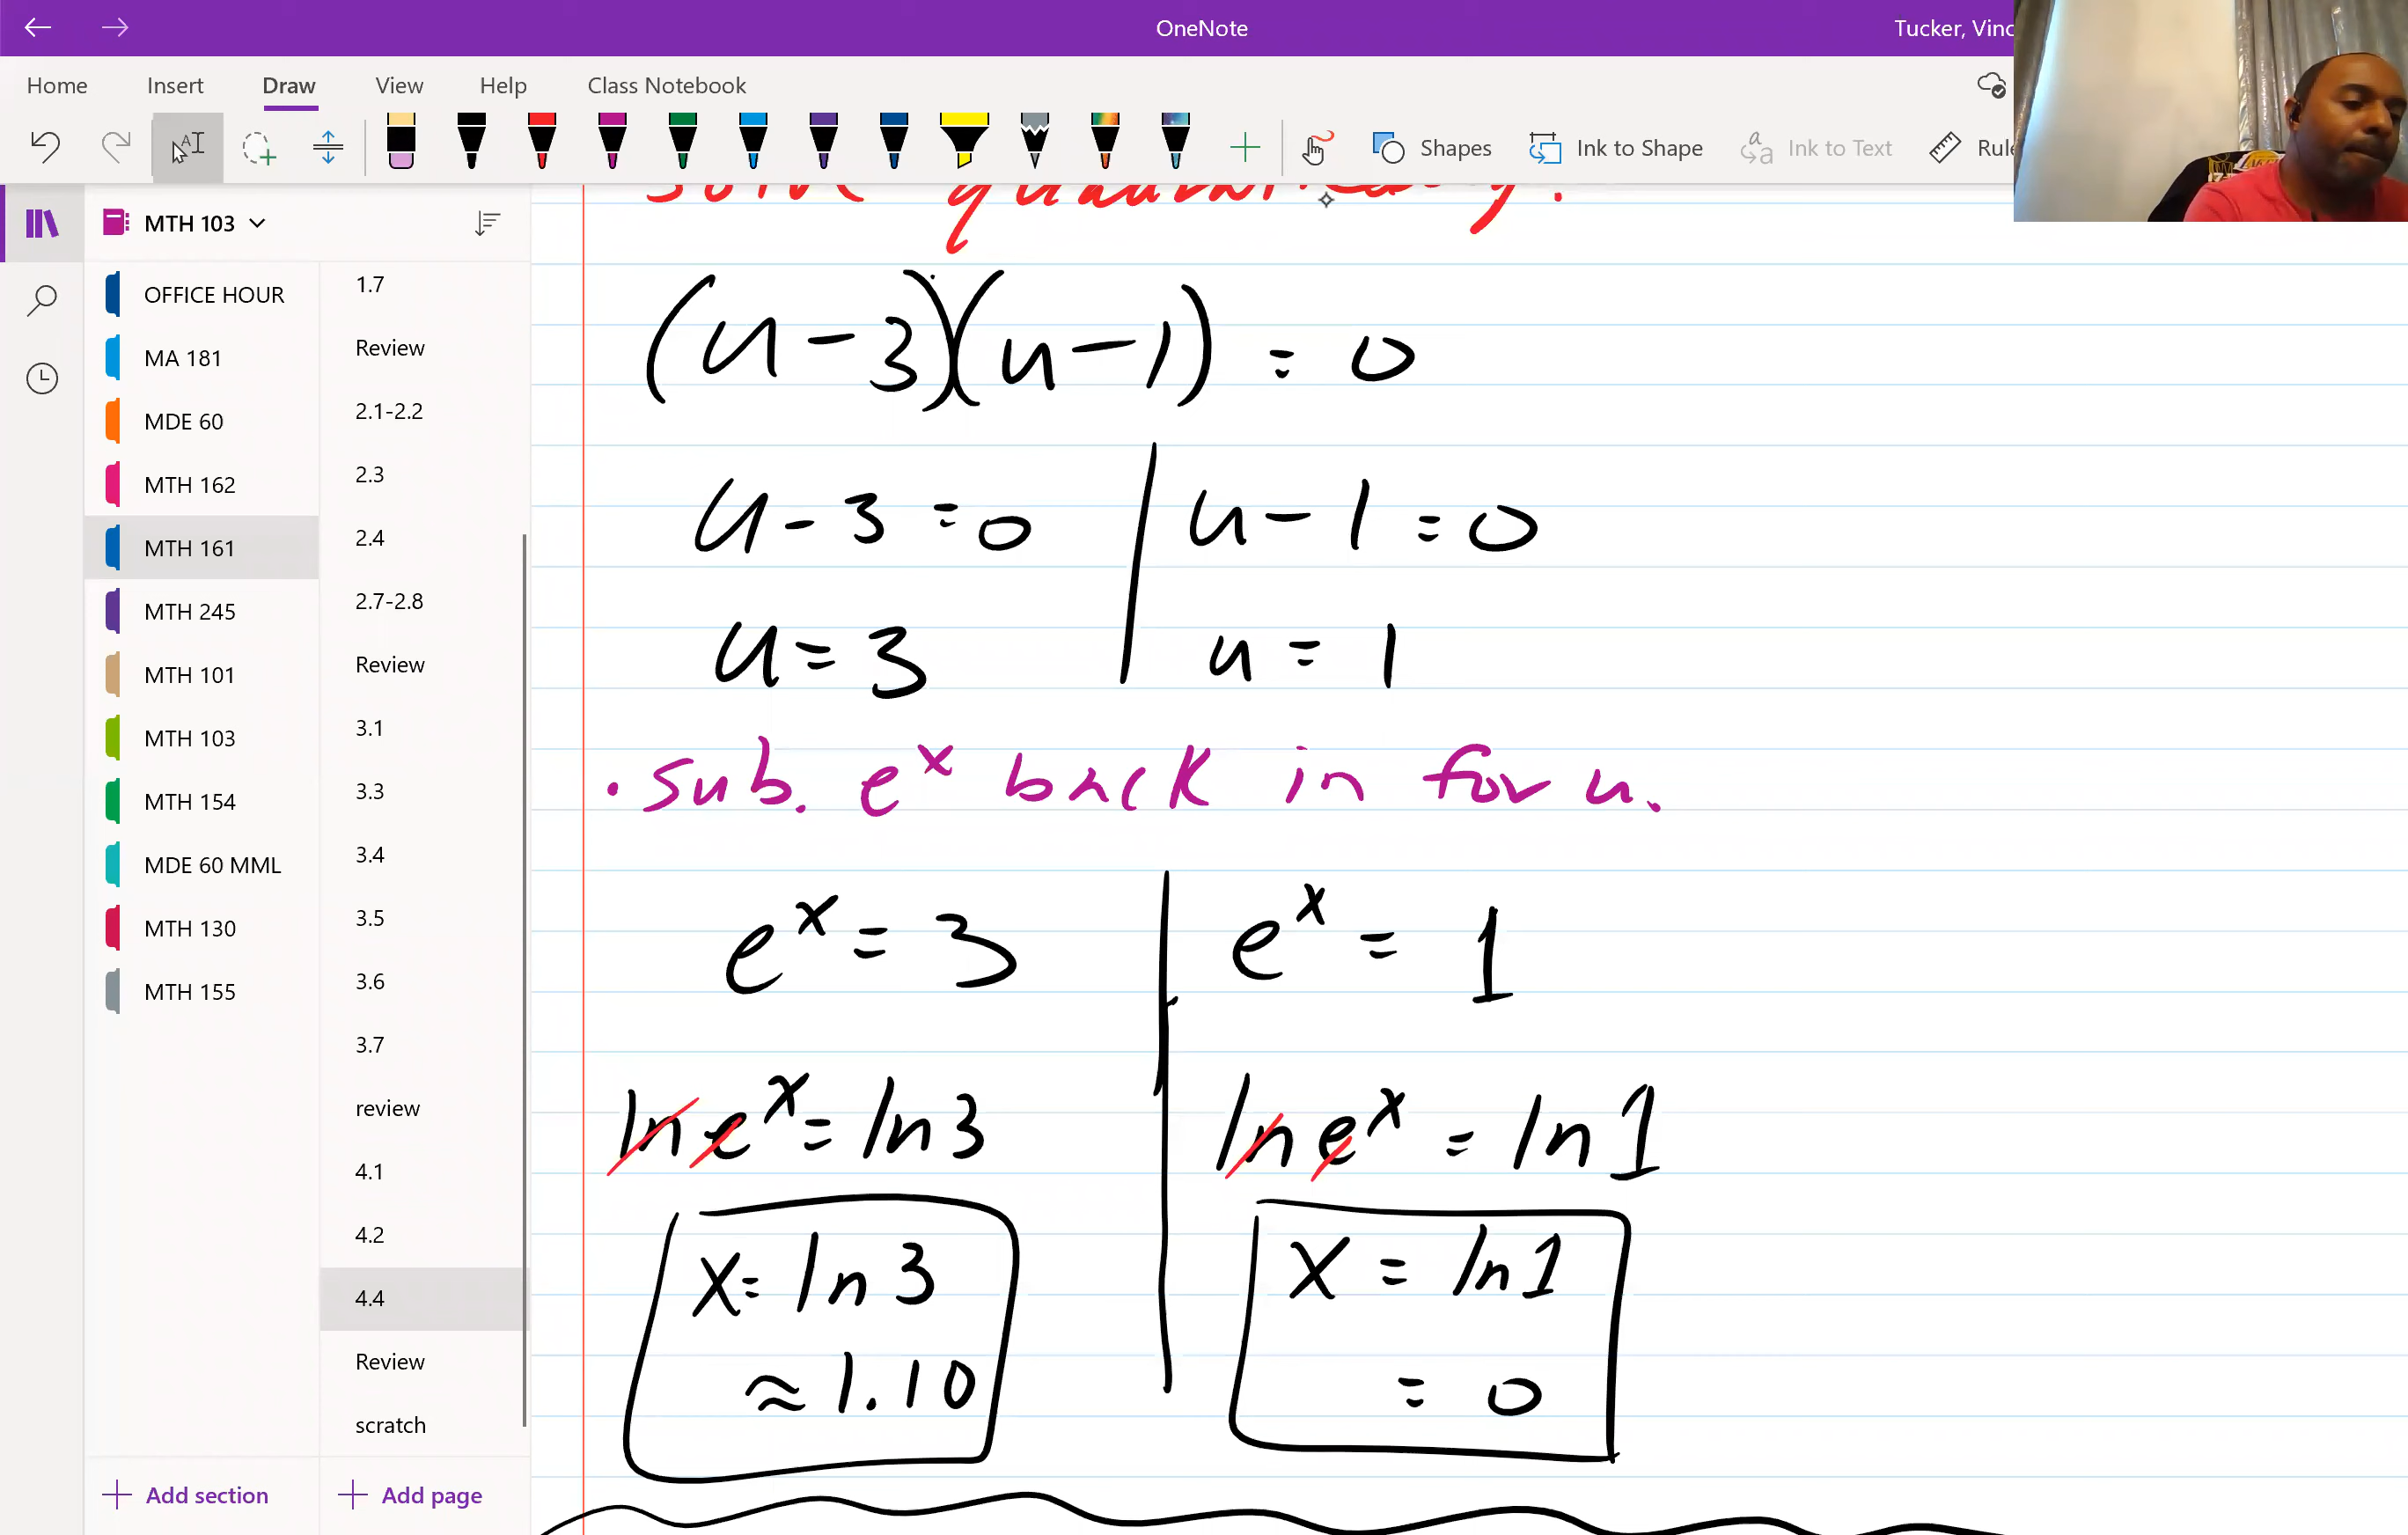 OneNote
Tucker, Vinc
Home Insert Draw View Help Class Notebook
Shapes Ink to Shape Ink to Text Rule
MTH 103
OFFICE HOUR
MA 181
MDE 60
MTH 162
MTH 161
MTH 245
MTH 101
MTH 103
MTH 154
MDE 60 MML
MTH 130
MTH 155
Add section
1.7
Review
2.1-2.2
2.3
2.4
2.7-2.8
Review
3.1
3.3
3.4
3.5
3.6
3.7
review
4.1
4.2
4.4
Review
scratch
Add page
solve
(u-3)(u-1) = 0
u-3=0 | u-1=0
u=3 | u=1
• sub. e^x back in for u.
e^x = 3 | e^x = 1
ln e^x = ln 3 | ln e^x = ln 1
x = ln 3 | x = ln 1
≈ 1.10 | = 0